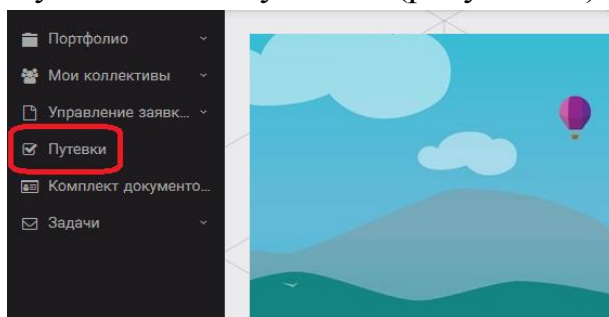 Портфолио
Мои коллективы
Управление заявк...
Путевки
Комплект документо...
Задачи